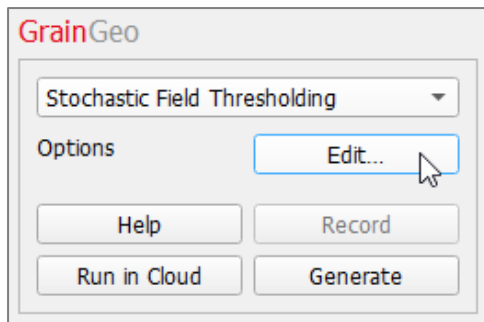 GrainGeo
Stochastic Field Thresholding
Options Edit...
Help Record
Run in Cloud Generate